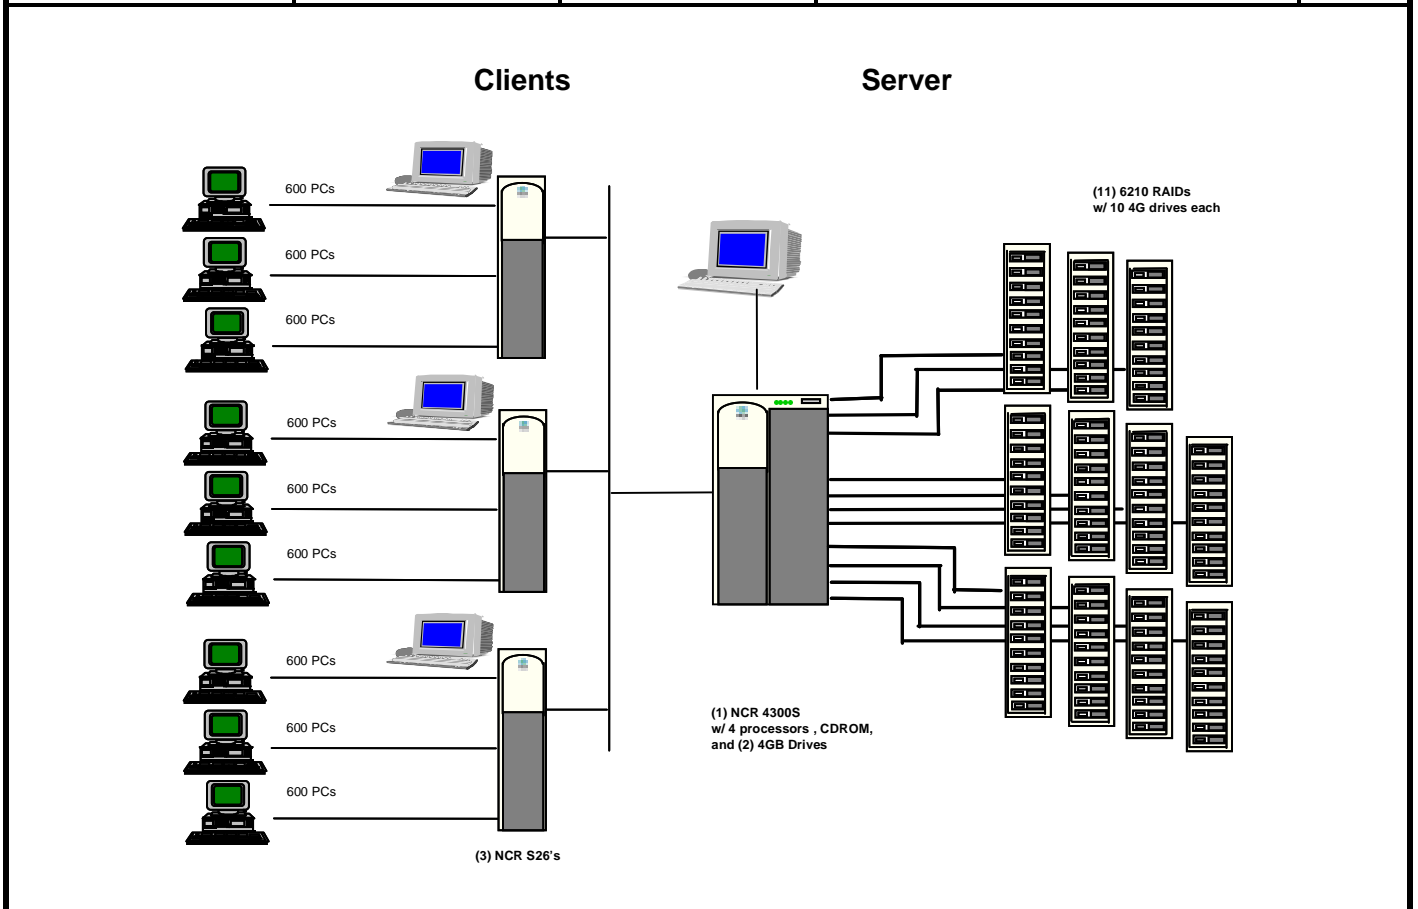 Clients
Server
600 PCs
600 PCs
600 PCs
(11) 6210 RAIDs
w/ 10 4G drives each
600 PCs
600 PCs
600 PCs
600 PCs
600 PCs
600 PCs
(1) NCR 4300S
w/ 4 processors , CDROM,
and (2) 4GB Drives
(3) NCR S26's